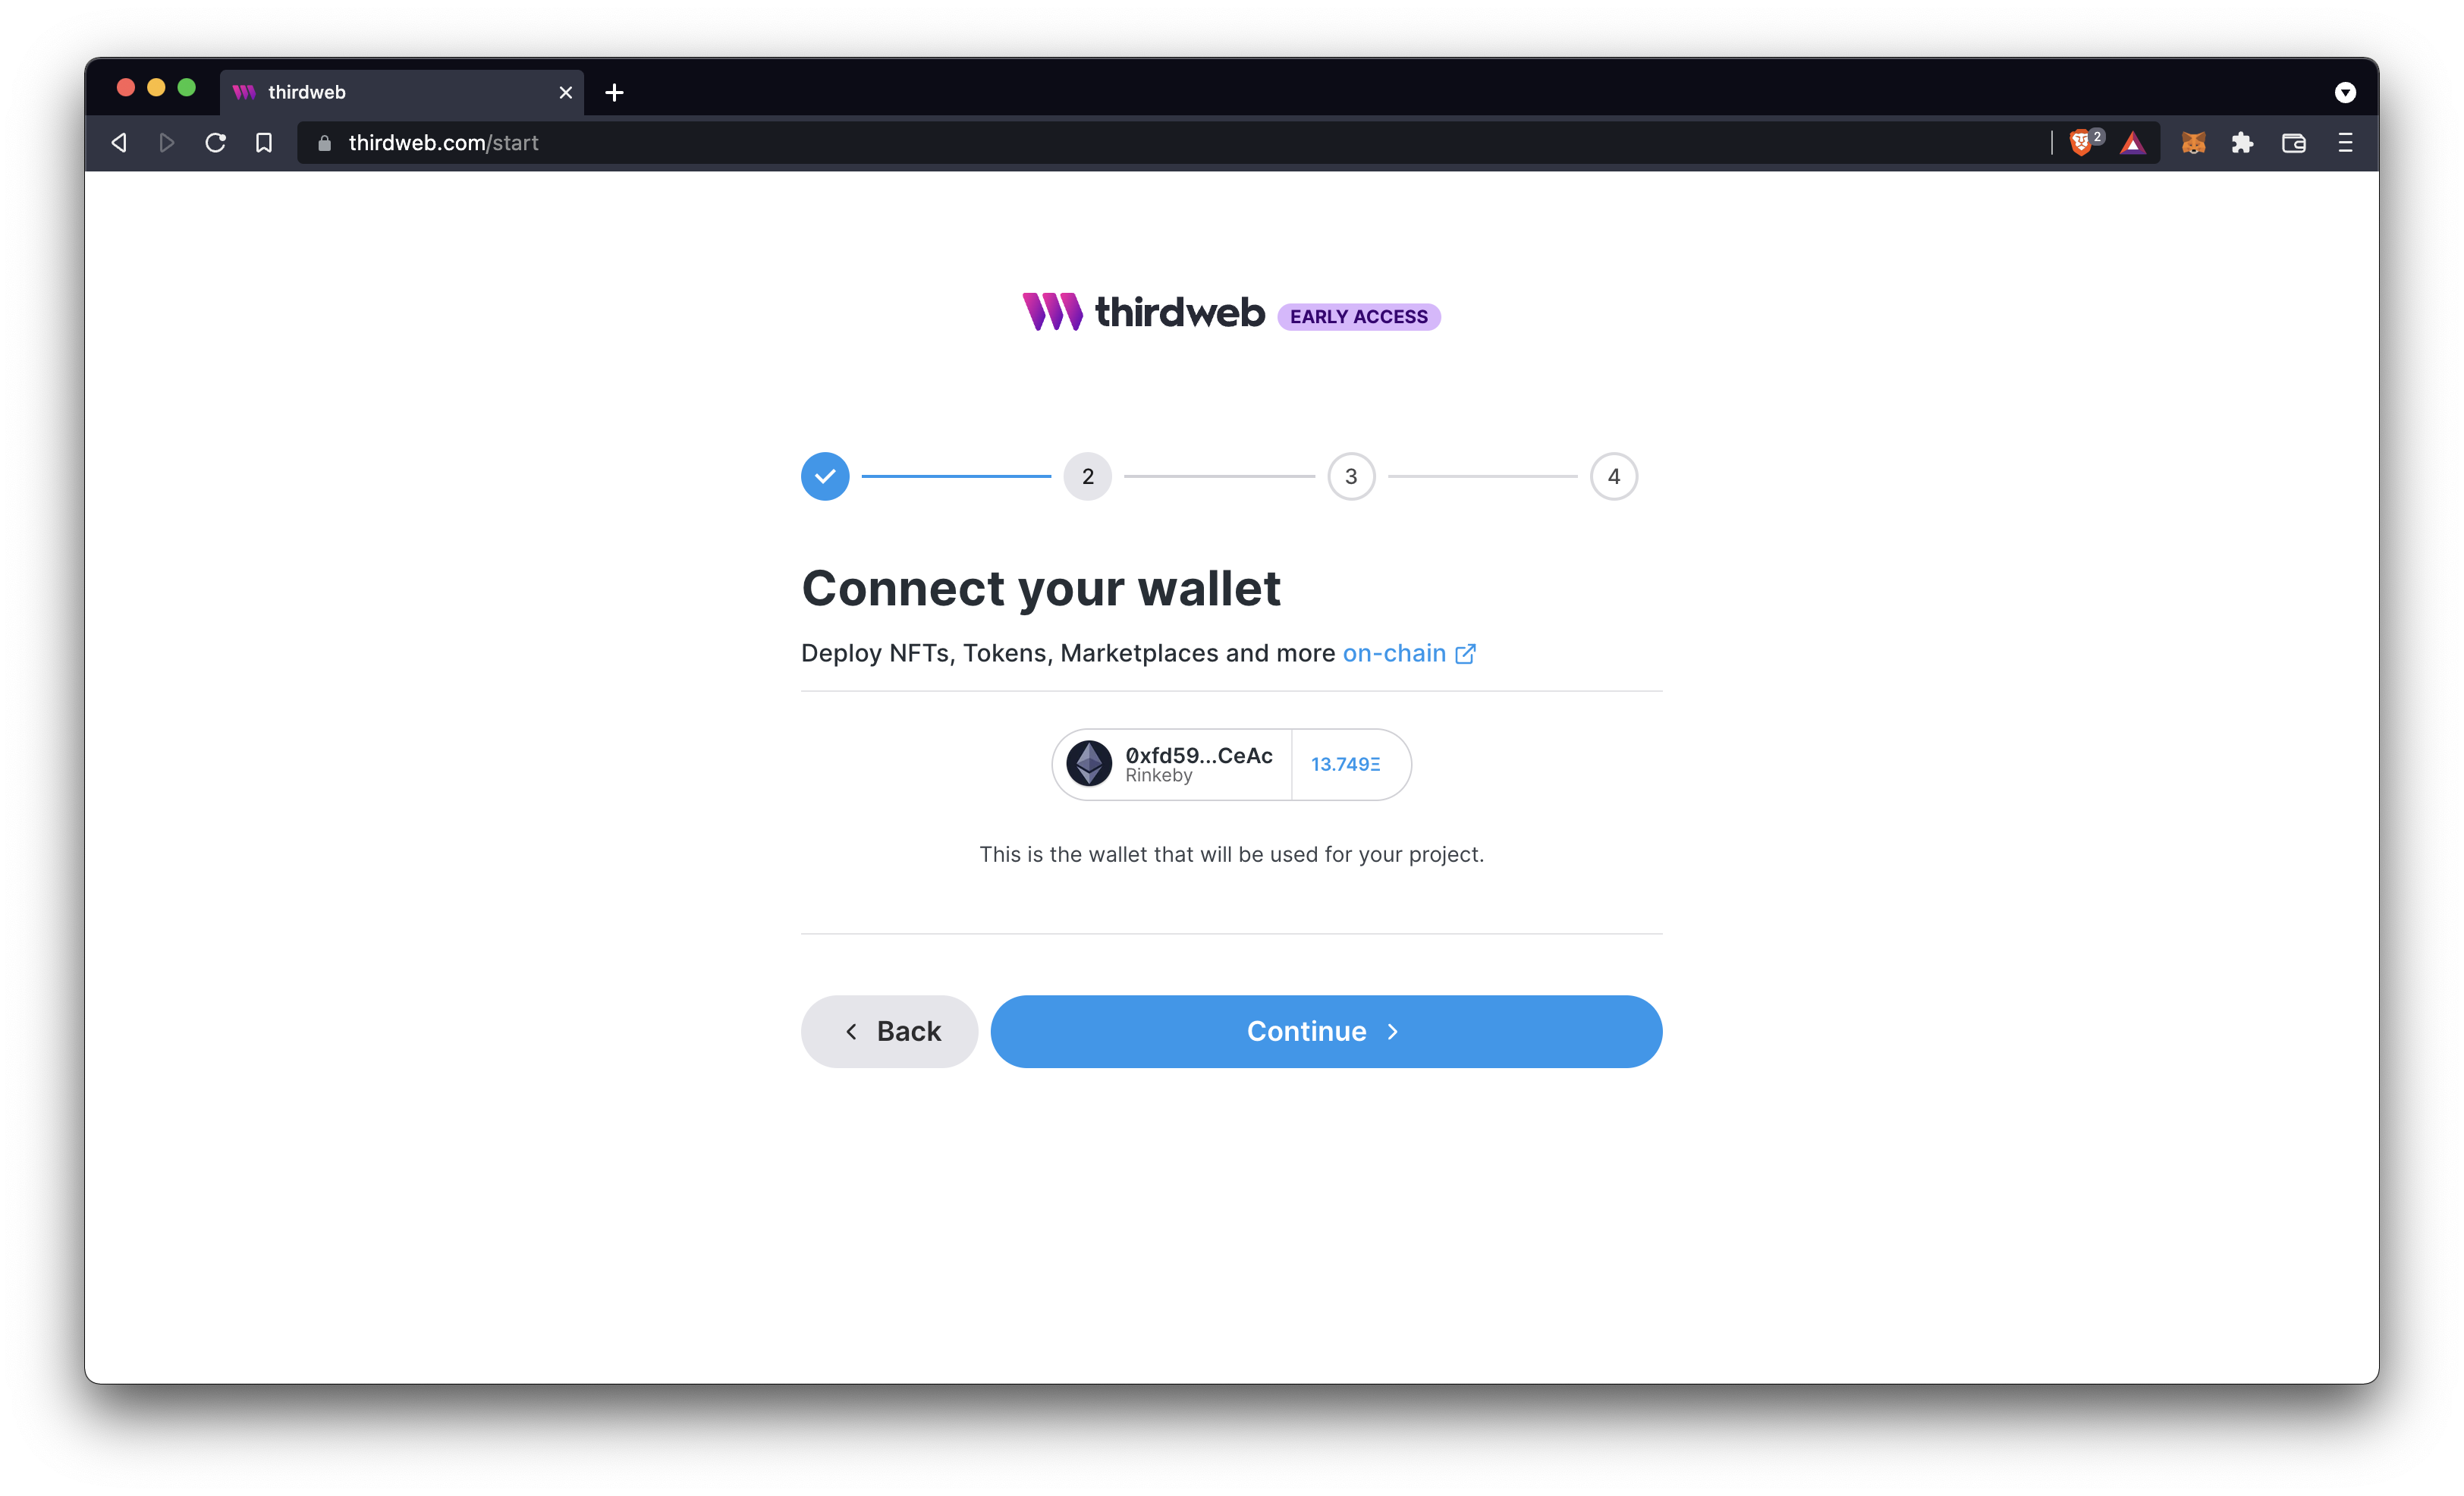 thirdweb
thirdweb.com/start
2
thirdweb EARLY ACCESS
2 3 4
Connect your wallet
Deploy NFTs, Tokens, Marketplaces and more on-chain
0xfd59...CeAc
Rinkeby
13.749Ξ
This is the wallet that will be used for your project.
Back
Continue